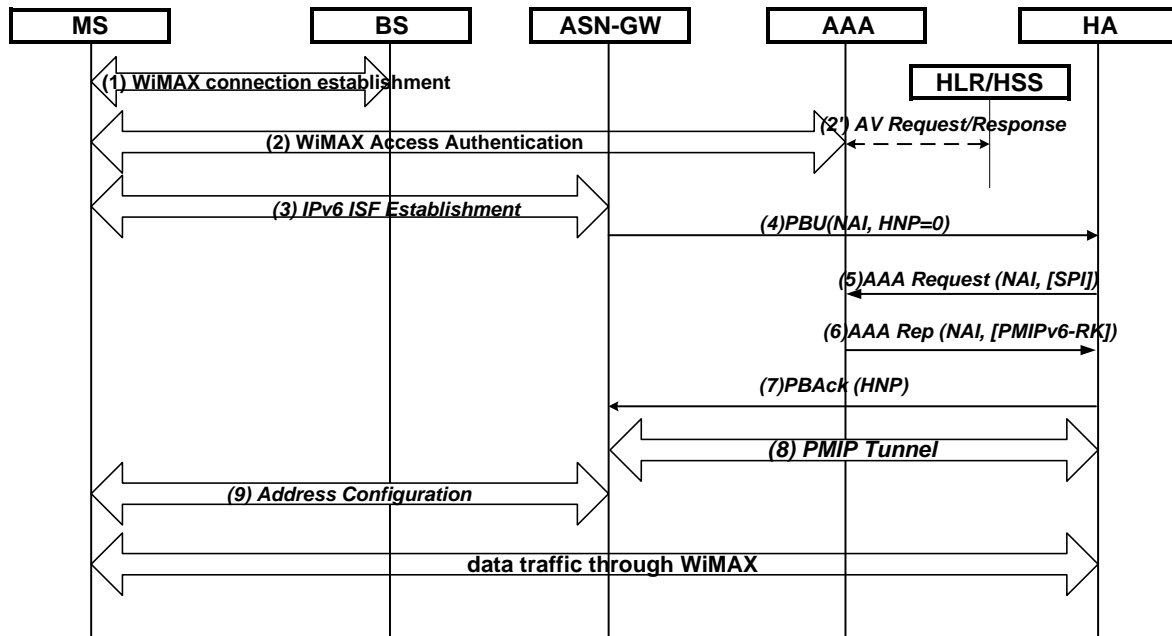 MS
BS
ASN-GW
AAA
HA
(1) WiMAX connection establishment
HLR/HSS
(2') AV Request/Response
(2) WiMAX Access Authentication
(3) IPv6 ISF Establishment
(4)PBU(NAI, HNP=0)
(5)AAA Request (NAI, [SPI])
(6)AAA Rep (NAI, [PMIPv6-RK])
(7)PBAck (HNP)
(8) PMIP Tunnel
(9) Address Configuration
data traffic through WiMAX